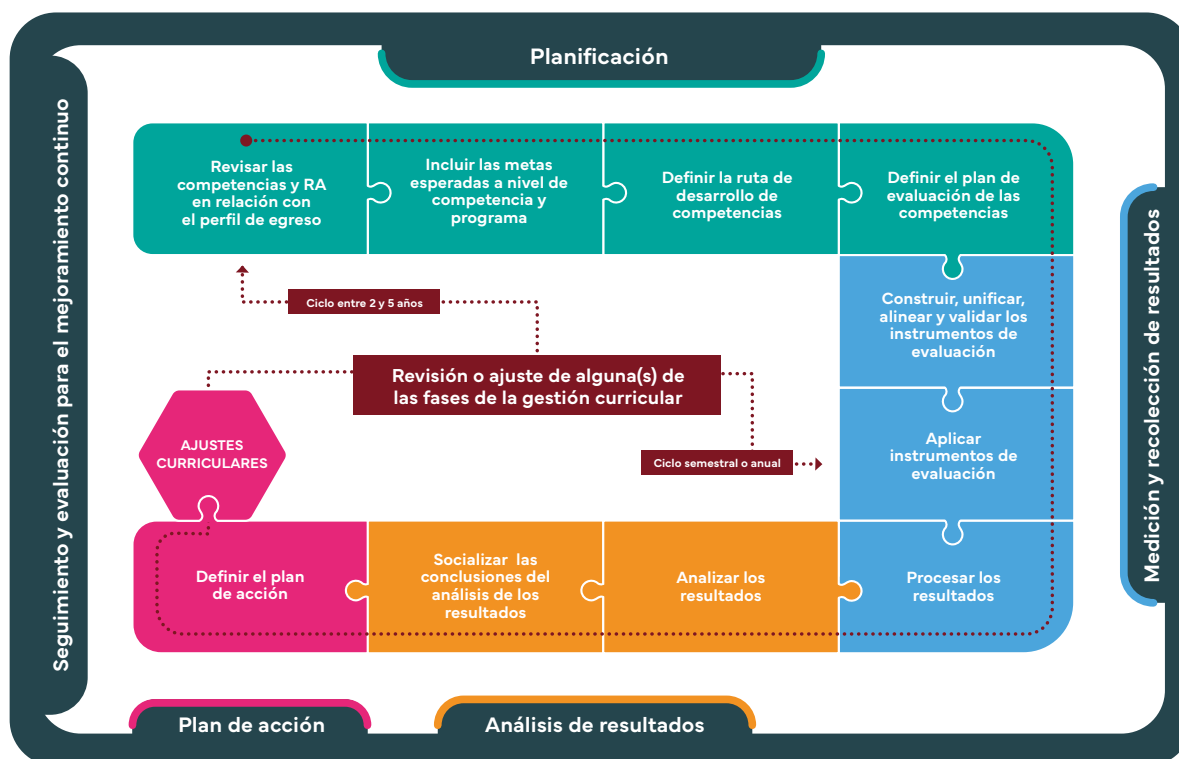 Planificación
Seguimiento y evaluación para el mejoramiento continuo
Revisar las
competencias y RA
en relación con
el perfil de egreso
Incluir las metas
esperadas a nivel de
competencia y
programa
Definir la ruta de
desarrollo de
competencias
Definir el plan de
evaluación de las
competencias
Medición y recolección de resultados
Ciclo entre 2 y 5 años
Construir, unificar,
alinear y validar los
instrumentos de
evaluación
Revisión o ajuste de alguna(s) de
las fases de la gestión curricular
AJUSTES
CURRICULARES
Ciclo semestral o anual
Aplicar
instrumentos de
evaluación
Definir el plan
de acción
Socializar las
conclusiones del
análisis de los
resultados
Analizar los
resultados
Procesar los
resultados
Plan de acción
Análisis de resultados